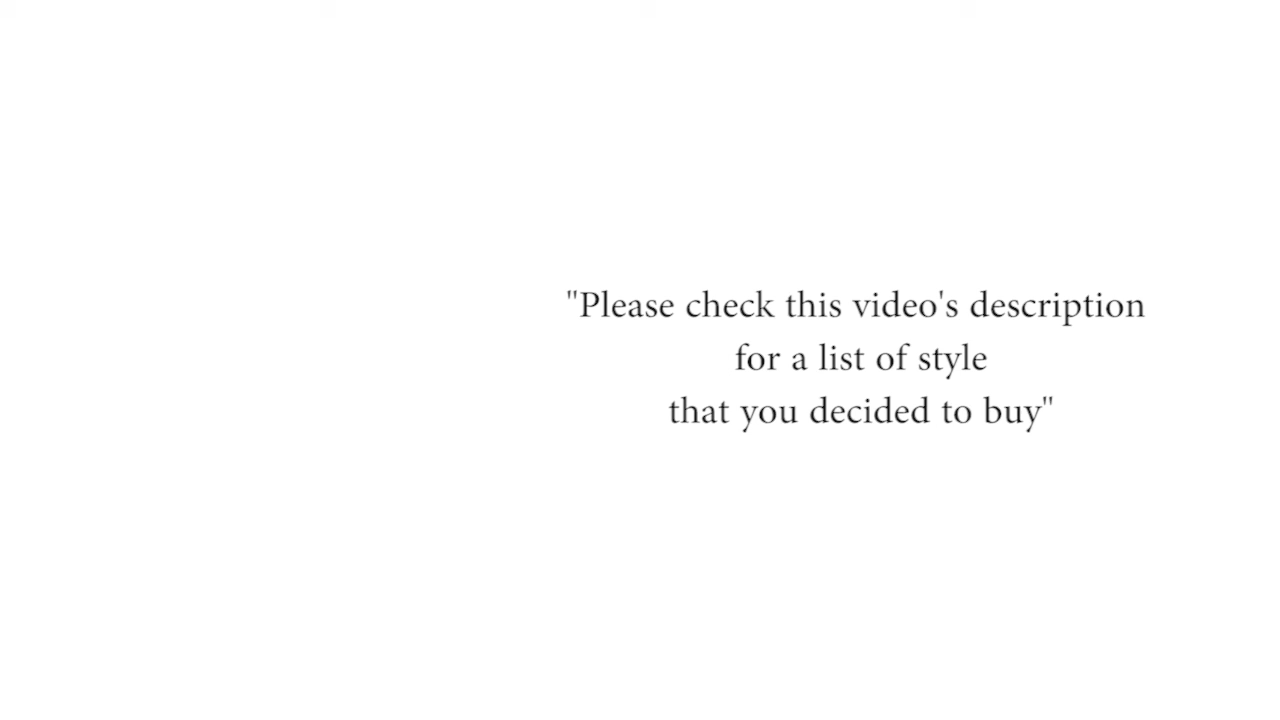 "Please check this video's description
for a list of style
that you decided to buy"